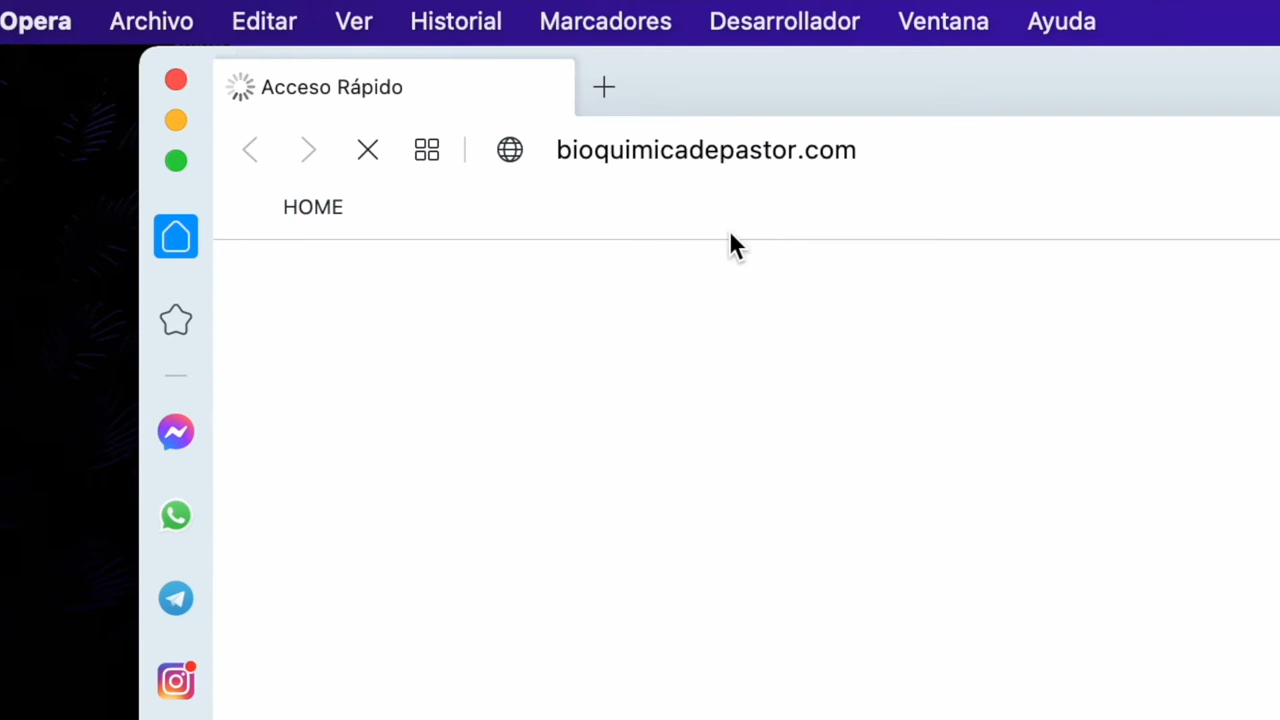 Opera Archivo Editar Ver Historial Marcadores Desarrollador Ventana Ayuda
Acceso Rápido
bioquimicadepastor.com
HOME